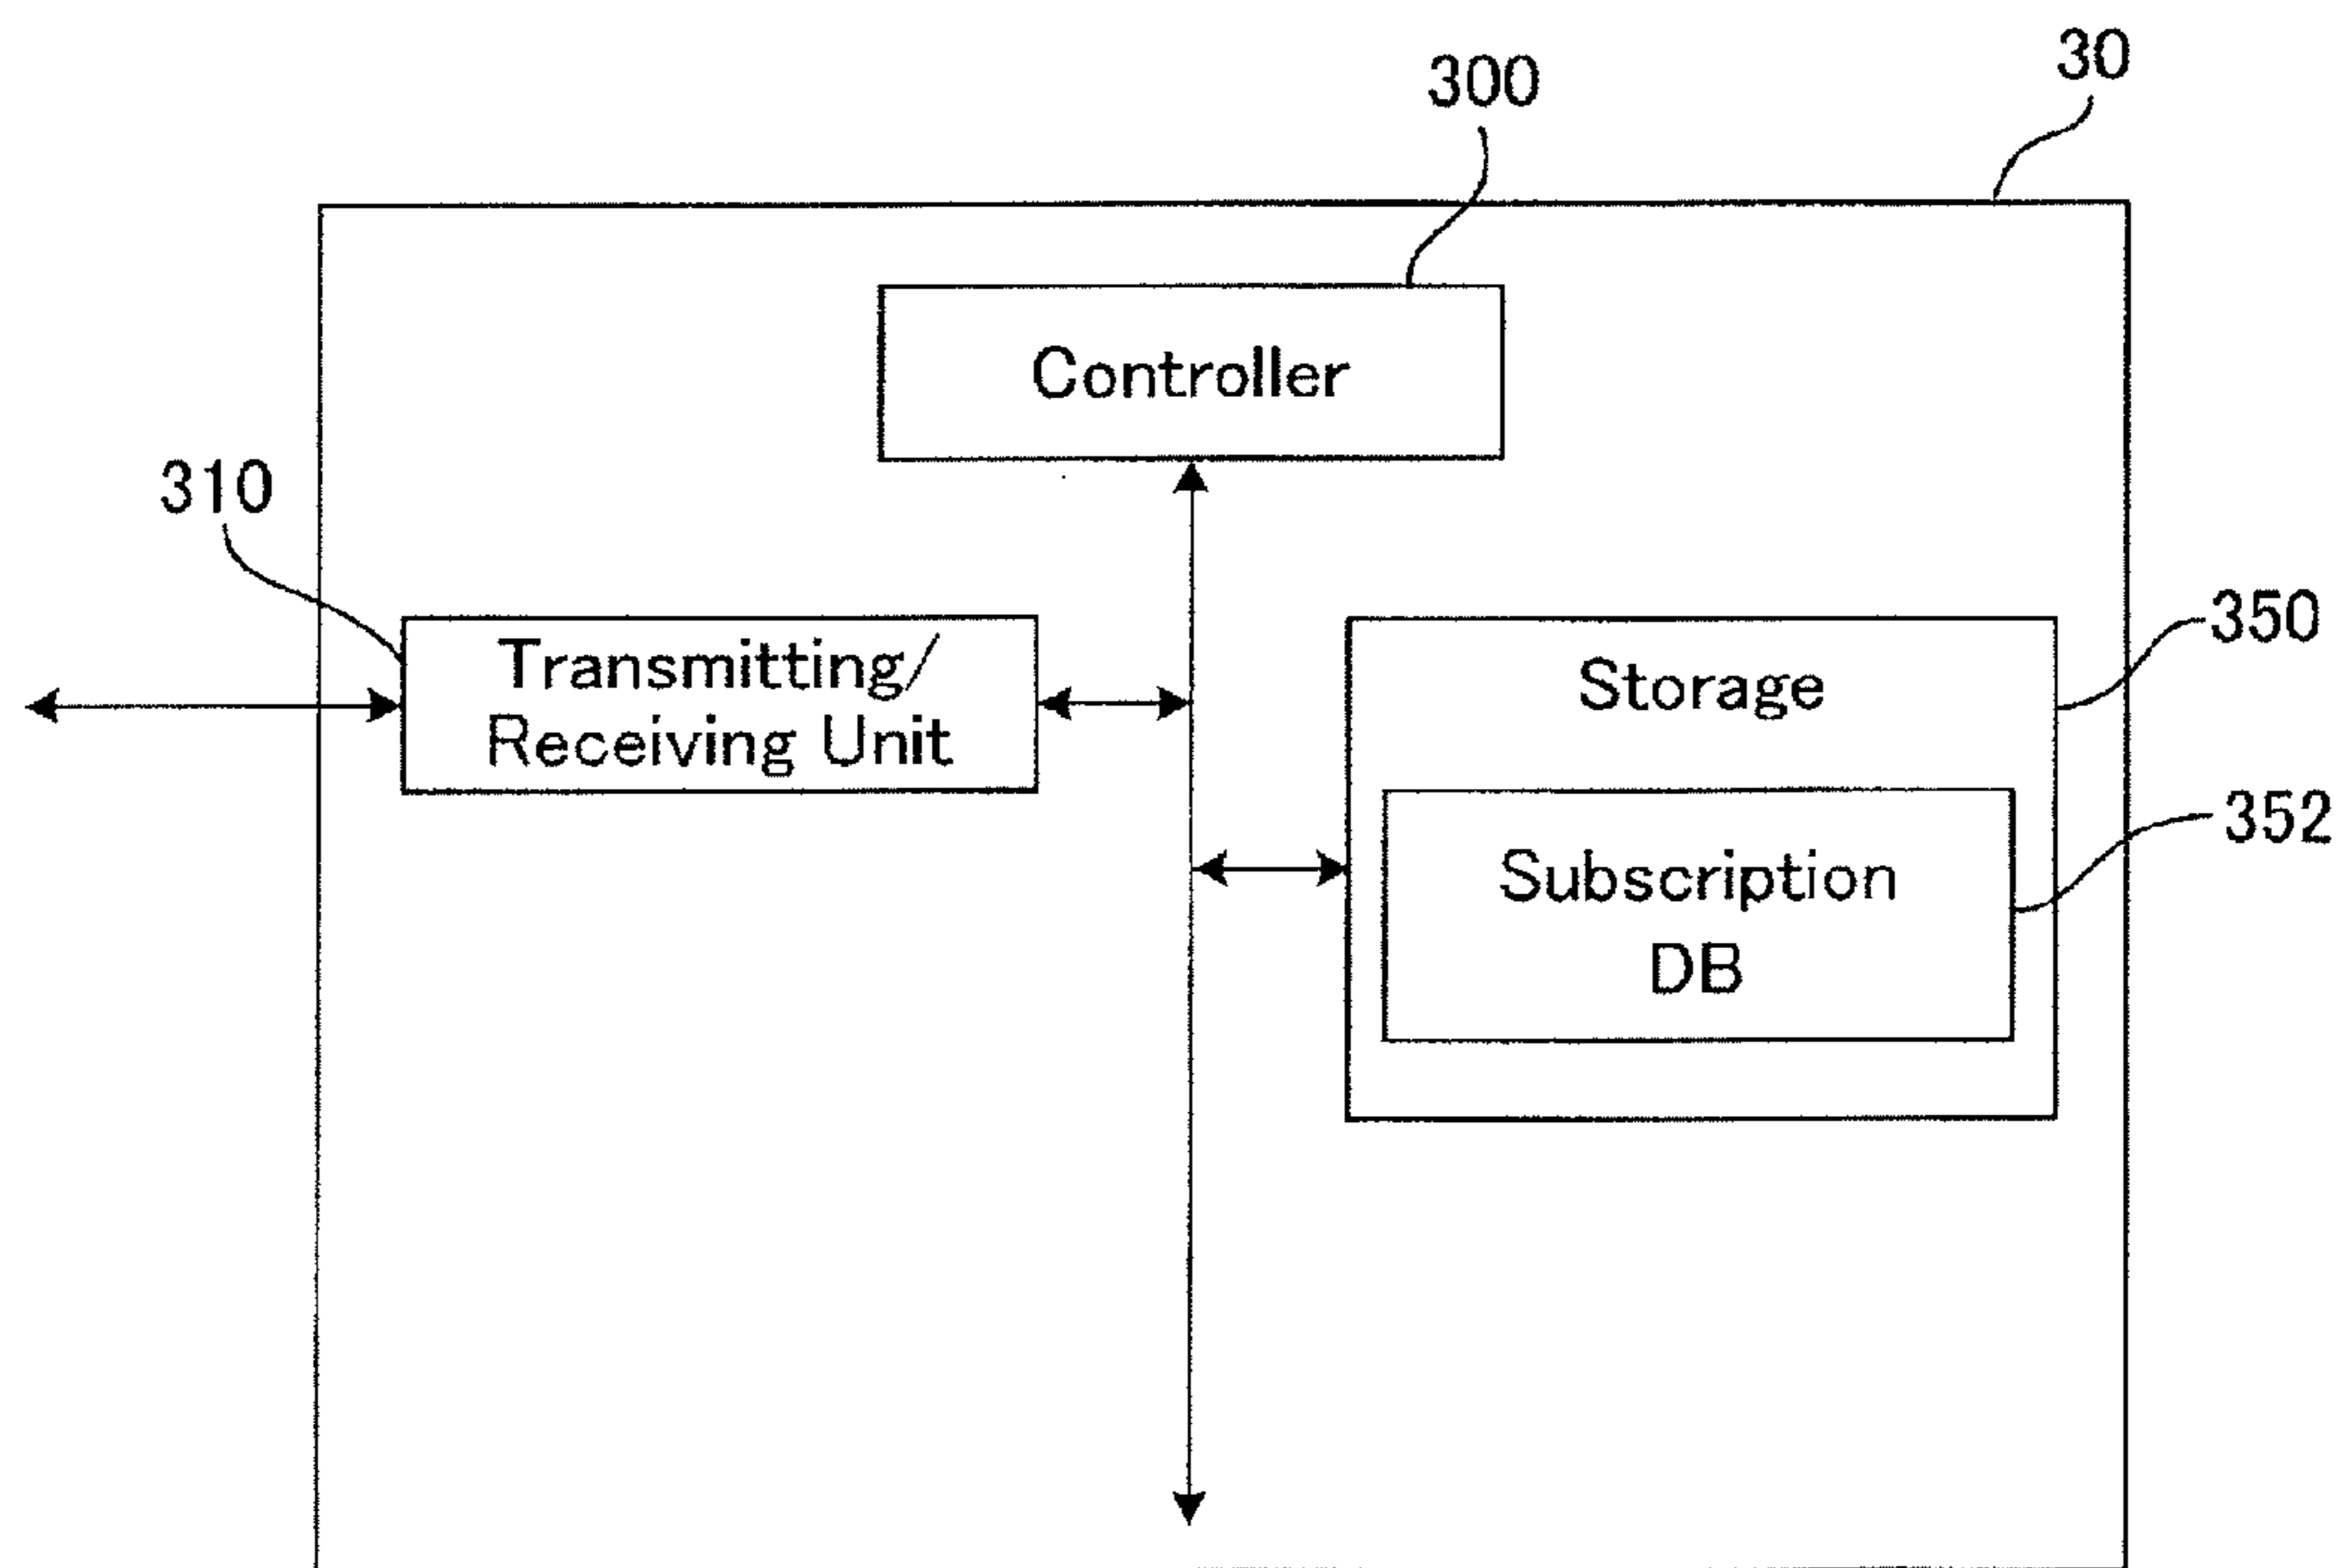 30
300
Controller
310
Transmitting/
Receiving Unit
350
Storage
352
Subscription
DB